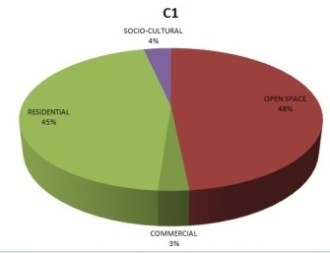 C1
SOCIO-CULTURAL
4%
OPEN SPACE
48%
RESIDENTIAL
45%
COMMERCIAL
3%